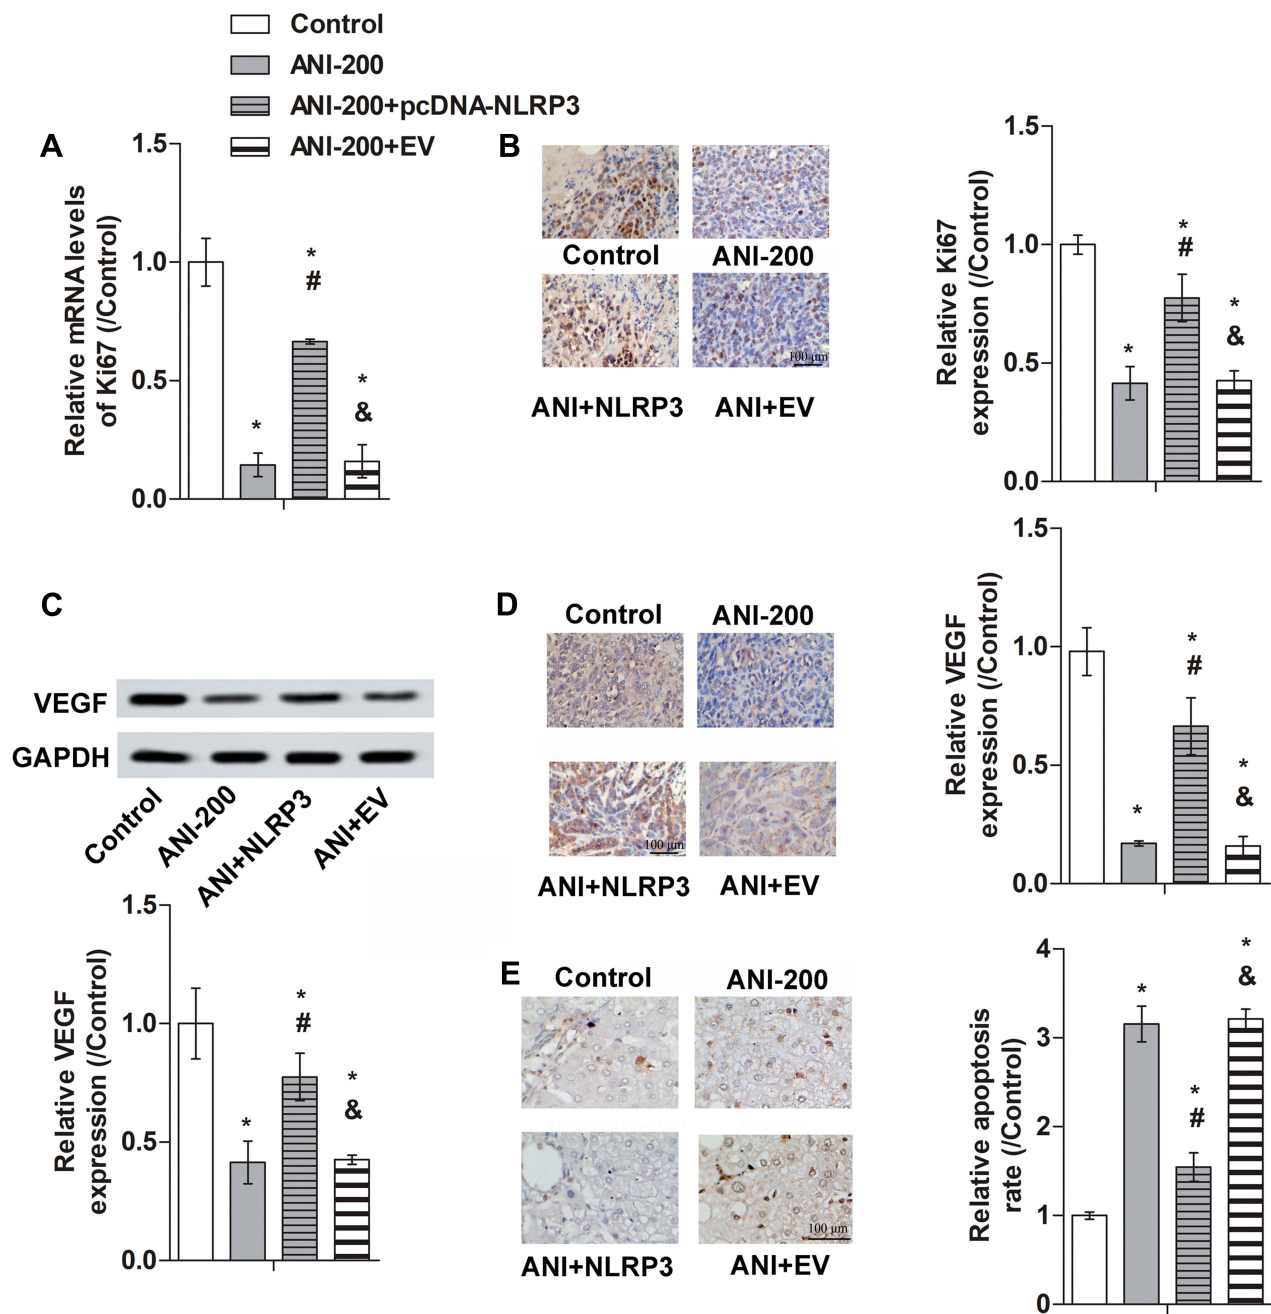 Control
ANI-200
ANI-200+pcDNA-NLRP3
ANI-200+EV
A
Relative mRNA levels
of Ki67 (/Control)
1.5
1.0
0.5
0.0
*
*
#
*
&
B
Control
ANI-200
100 μm
ANI+NLRP3
ANI+EV
Relative Ki67
expression (/Control)
1.5
1.0
0.5
0.0
*
*
#
*
&
C
VEGF
GAPDH
Control
ANI-200
ANI+NLRP3
ANI+EV
Relative VEGF
expression (/Control)
1.5
1.0
0.5
0.0
*
*
#
*
&
D
Control
ANI-200
100 μm
ANI+NLRP3
ANI+EV
Relative VEGF
expression (/Control)
1.5
1.0
0.5
0.0
*
*
#
*
&
E
Control
ANI-200
100 μm
ANI+NLRP3
ANI+EV
Relative apoptosis
rate (/Control)
4
3
2
1
0
*
*
#
*
&